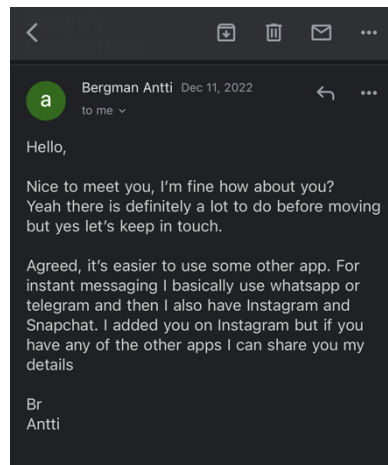 a
Bergman Antti Dec 11, 2022
to me
Hello,
Nice to meet you, I'm fine how about you?
Yeah there is definitely a lot to do before moving
but yes let's keep in touch.
Agreed, it's easier to use some other app. For
instant messaging I basically use whatsapp or
telegram and then I also have Instagram and
Snapchat. I added you on Instagram but if you
have any of the other apps I can share you my
details
Br
Antti